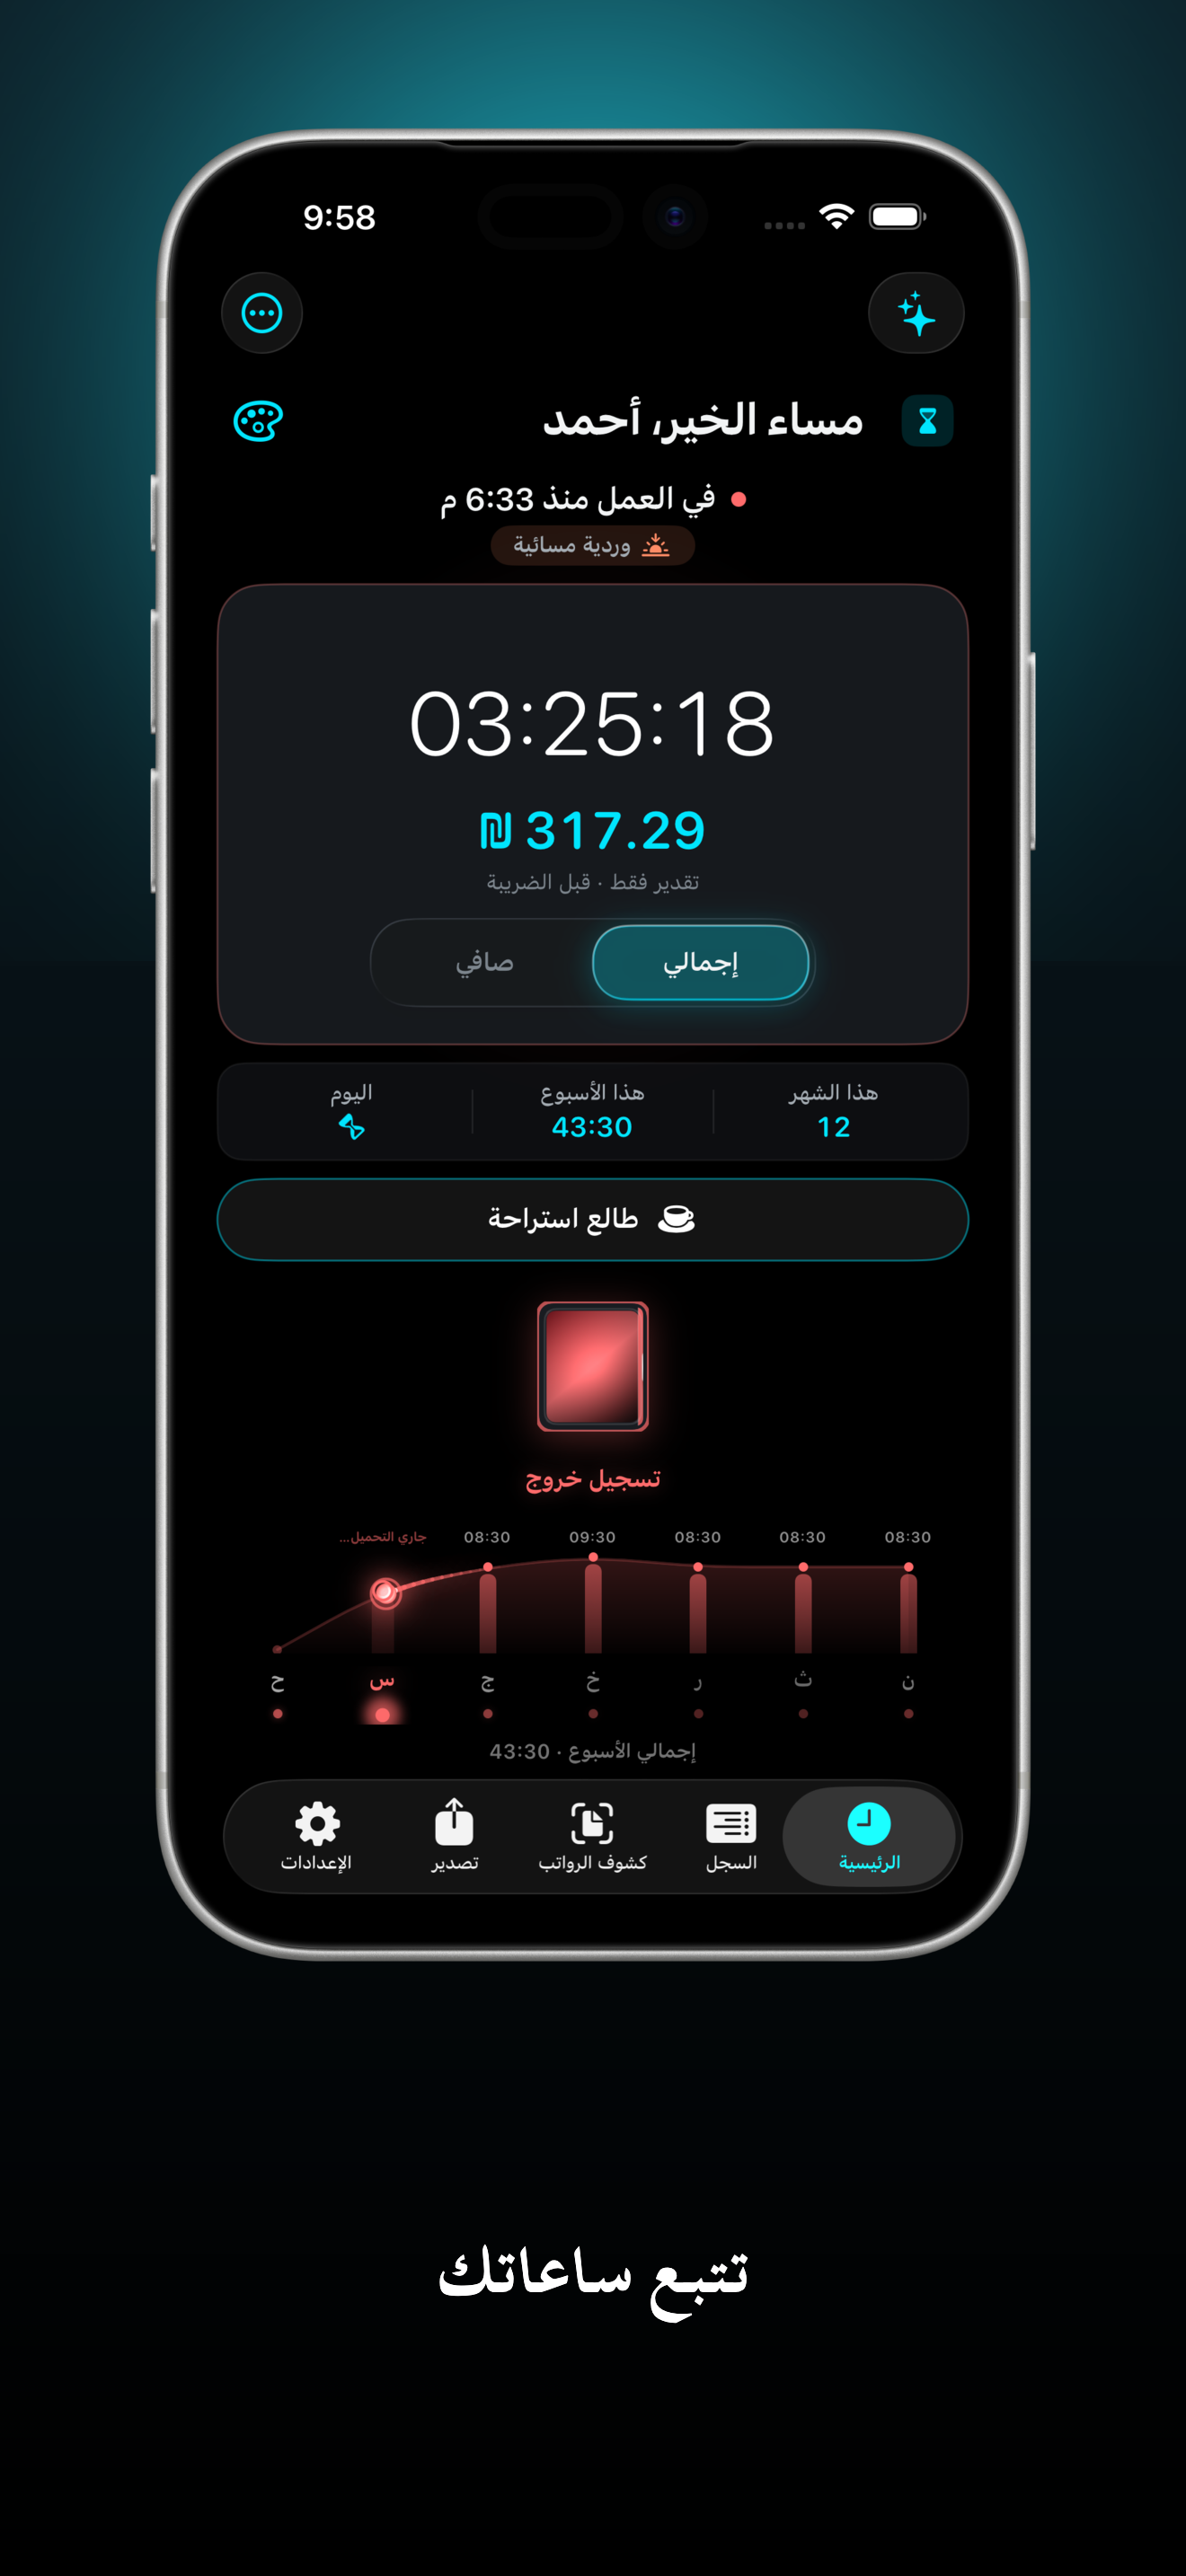 9:58
مساء الخير، أحمد
في العمل منذ 6:33 م
وردية مسائية
03:25:18
₪ 317.29
تقدير فقط · قبل الضريبة
إجمالي صافي
هذا الشهر هذا الأسبوع اليوم
12 43:30
طالع استراحة
تسجيل خروج
08:30 08:30 08:30 09:30 08:30 جاري التحميل...
ن ث ر خ ج س ح
إجمالي الأسبوع · 43:30
الرئيسية السجل كشوف الرواتب تصدير الإعدادات
تتبع ساعاتك